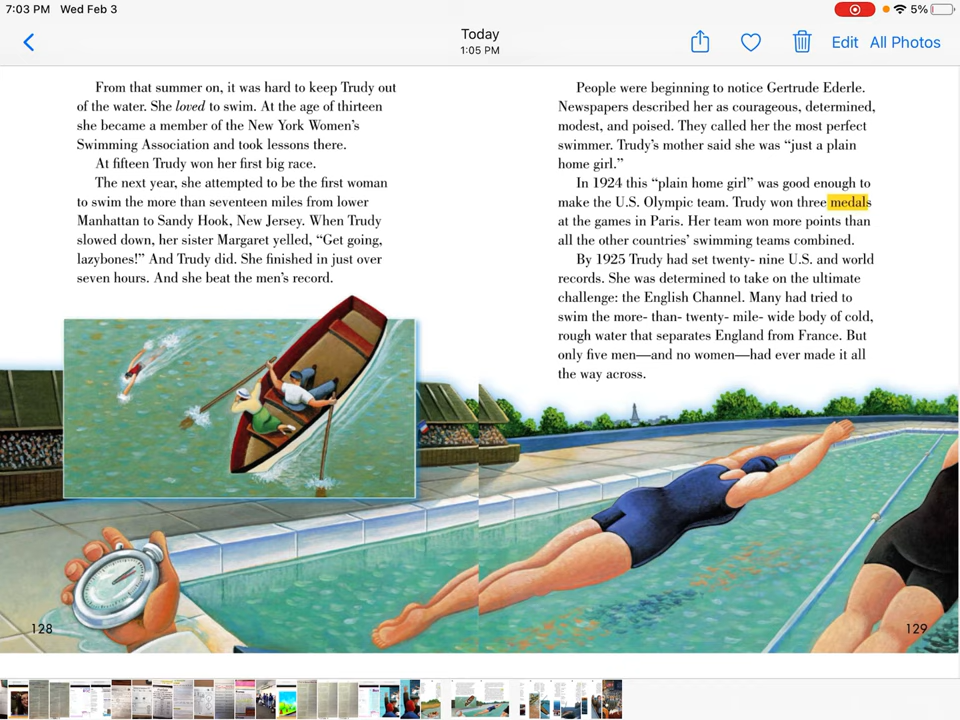 7:03 PM Wed Feb 3
5%
Today
1:05 PM
Edit
All Photos
From that summer on, it was hard to keep Trudy out
of the water. She loved to swim. At the age of thirteen
she became a member of the New York Women's
Swimming Association and took lessons there.
At fifteen Trudy won her first big race.
The next year, she attempted to be the first woman
to swim the more than seventeen miles from lower
Manhattan to Sandy Hook, New Jersey. When Trudy
slowed down, her sister Margaret yelled, “Get going,
lazybones!” And Trudy did. She finished in just over
seven hours. And she beat the men's record.
128
People were beginning to notice Gertrude Ederle.
Newspapers described her as courageous, determined,
modest, and poised. They called her the most perfect
swimmer. Trudy's mother said she was “just a plain
home girl.”
In 1924 this “plain home girl” was good enough to
make the U.S. Olympic team. Trudy won three medals
at the games in Paris. Her team won more points than
all the other countries' swimming teams combined.
By 1925 Trudy had set twenty- nine U.S. and world
records. She was determined to take on the ultimate
challenge: the English Channel. Many had tried to
swim the more- than- twenty- mile- wide body of cold,
rough water that separates England from France. But
only five men—and no women—had ever made it all
the way across.
129